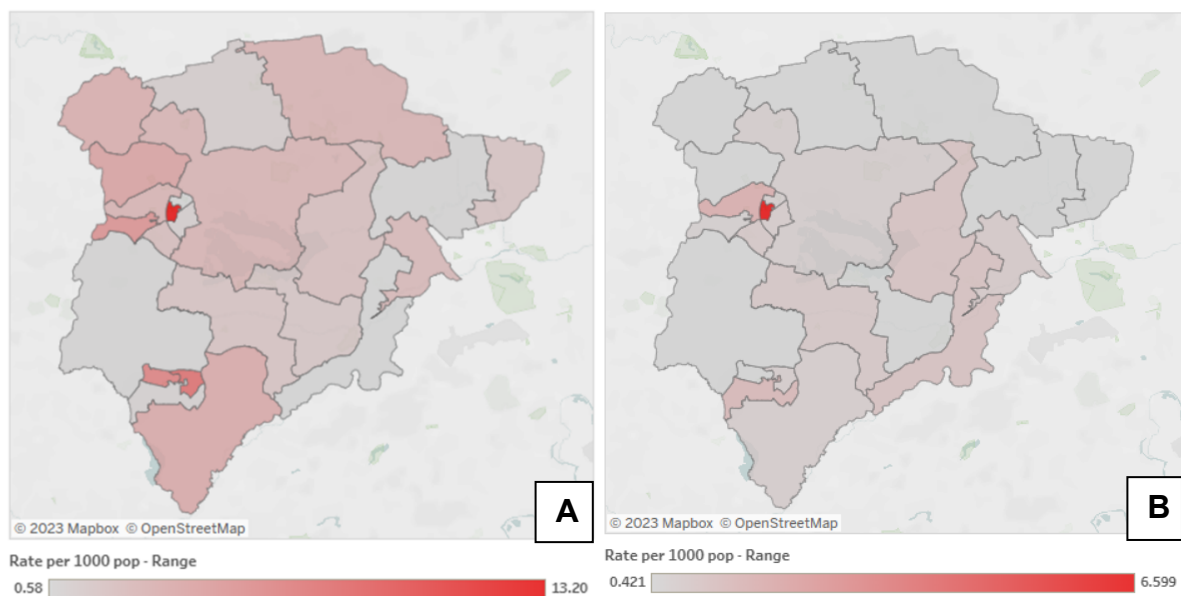 A
© 2023 Mapbox © OpenStreetMap
Rate per 1000 pop - Range
0.58
13.20
B
© 2023 Mapbox © OpenStreetMap
Rate per 1000 pop - Range
0.421
6.599